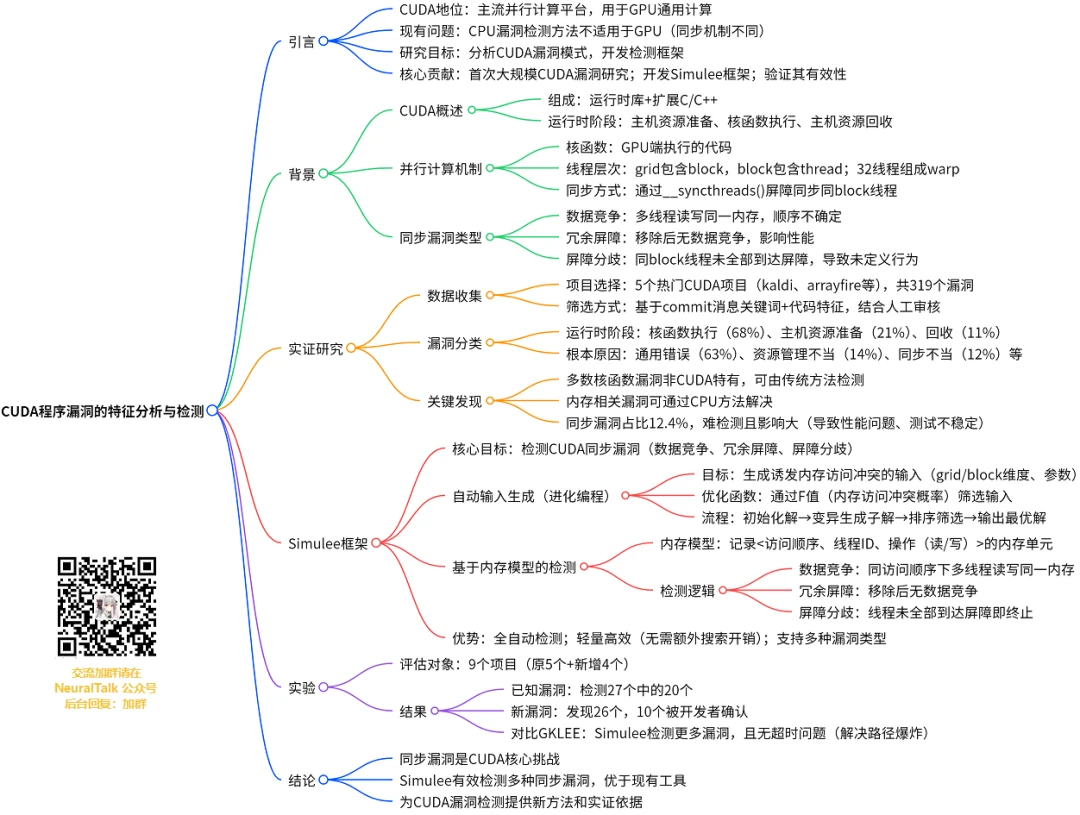 CUDA程序漏洞的特征分析与检测
引言
CUDA地位：主流并行计算平台，用于GPU通用计算
现有问题：CPU漏洞检测方法不适用于GPU（同步机制不同）
研究目标：分析CUDA漏洞模式，开发检测框架
核心贡献：首次大规模CUDA漏洞研究；开发Simulee框架；验证其有效性
背景
CUDA概述
组成：运行时库+扩展C/C++
运行时阶段：主机资源准备、核函数执行、主机资源回收
并行计算机制
核函数：GPU端执行的代码
线程层次：grid包含block，block包含thread；32线程组成warp
同步方式：通过__syncthreads()屏障同步同block线程
同步漏洞类型
数据竞争：多线程读写同一内存，顺序不确定
冗余屏障：移除后无数据竞争，影响性能
屏障分歧：同block线程未全部到达屏障，导致未定义行为
实证研究
数据收集
项目选择：5个热门CUDA项目（kaldi、arrayfire等），共319个漏洞
筛选方式：基于commit消息关键词+代码特征，结合人工审核
漏洞分类
运行时阶段：核函数执行（68%）、主机资源准备（21%）、回收（11%）
根本原因：通用错误（63%）、资源管理不当（14%）、同步不当（12%）等
关键发现
多数核函数漏洞非CUDA特有，可由传统方法检测
内存相关漏洞可通过CPU方法解决
同步漏洞占比12.4%，难检测且影响大（导致性能问题、测试不稳定）
Simulee框架
核心目标：检测CUDA同步漏洞（数据竞争、冗余屏障、屏障分歧）
自动输入生成（进化编程）
目标：生成诱发内存访问冲突的输入（grid/block维度、参数）
优化函数：通过F值（内存访问冲突概率）筛选输入
流程：初始化解→变异生成子解→排序筛选→输出最优解
基于内存模型的检测
内存模型：记录<访问顺序、线程ID、操作（读/写）>的内存单元
检测逻辑
数据竞争：同访问顺序下多线程读写同一内存
冗余屏障：移除后无数据竞争
屏障分歧：线程未全部到达屏障即终止
优势：全自动检测；轻量高效（无需额外搜索开销）；支持多种漏洞类型
实验
评估对象：9个项目（原5个+新增4个）
结果
已知漏洞：检测27个中的20个
新漏洞：发现26个，10个被开发者确认
对比GKLEE：Simulee检测更多漏洞，且无超时问题（解决路径爆炸）
结论
同步漏洞是CUDA核心挑战
Simulee有效检测多种同步漏洞，优于现有工具
为CUDA漏洞检测提供新方法和实证依据
交流加群请在
NeuralTalk 公众号
后台回复：加群